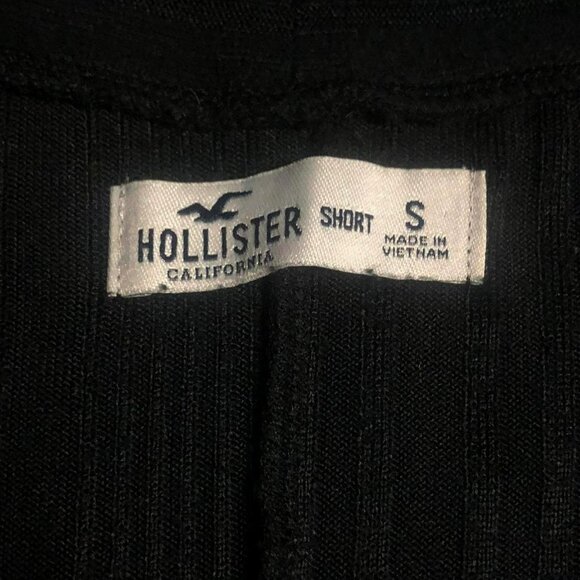 HOLLISTER
CALIFORNIA
SHORT
S
MADE IN
VIETNAM